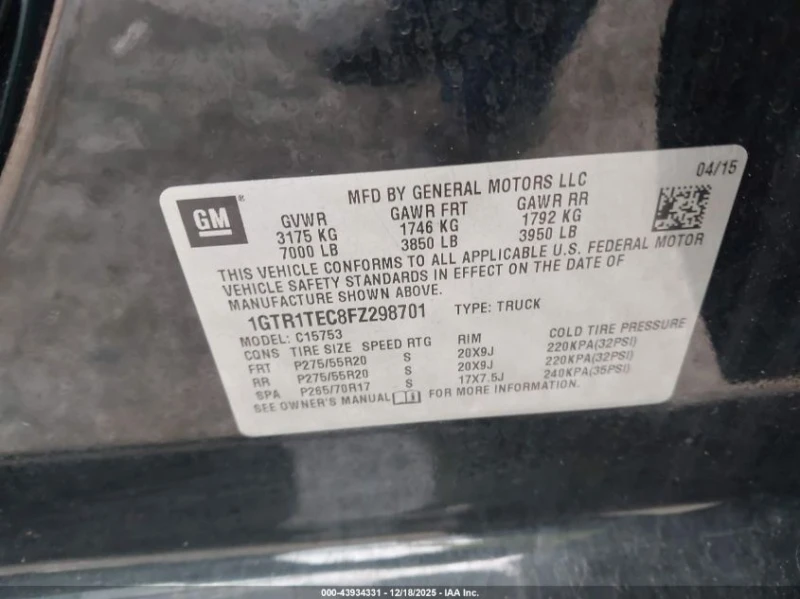 04/15
MFD BY GENERAL MOTORS LLC
GM®
GVWR GAWR FRT GAWR RR
3175 KG 1746 KG 1792 KG
7000 LB 3850 LB 3950 LB
THIS VEHICLE CONFORMS TO ALL APPLICABLE U.S. FEDERAL MOTOR
VEHICLE SAFETY STANDARDS IN EFFECT ON THE DATE OF
MANUFACTURE SHOWN ABOVE.
1GTR1TEC8FZ298701 TYPE: TRUCK
MODEL: C15753
CONS TIRE SIZE SPEED RTG RIM COLD TIRE PRESSURE
FRT P275/55R20 S 20X9J 220KPA(32PSI)
RR P275/55R20 S 20X9J 220KPA(32PSI)
SPA P265/70R17 S 17X7.5J 240KPA(35PSI)
SEE OWNER'S MANUAL FOR MORE INFORMATION.
000-43934331 - 12/18/2025 - IAA Inc.